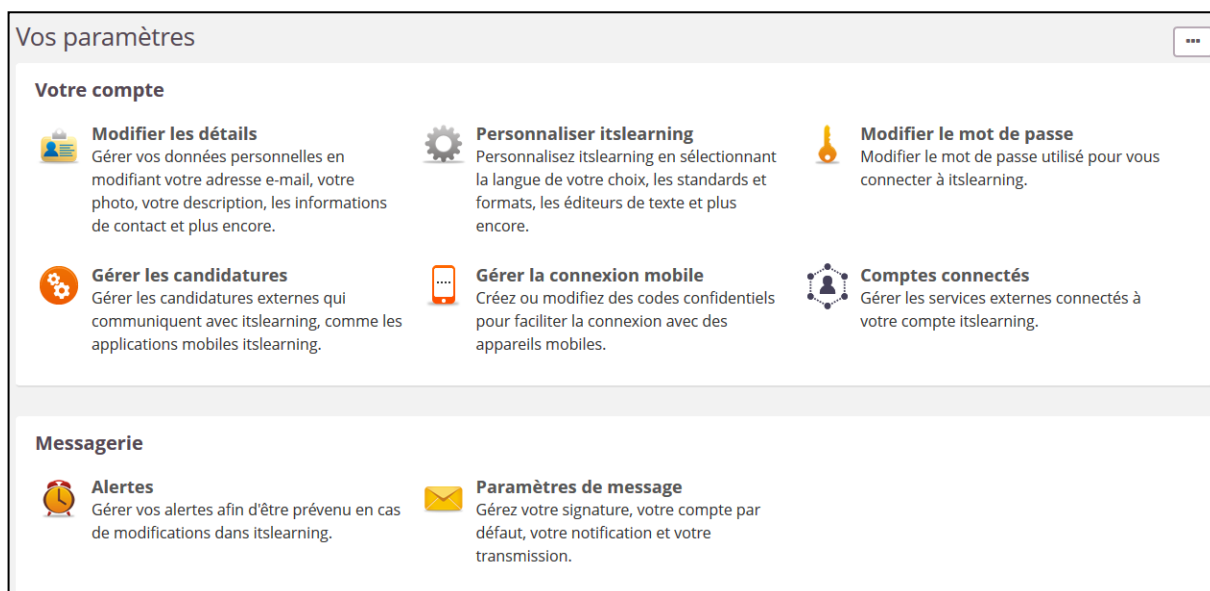 Vos paramètres
Votre compte
Modifier les détails
Gérer vos données personnelles en
modifiant votre adresse e-mail, votre
photo, votre description, les informations
de contact et plus encore.
Personnaliser itslearning
Personnalisez itslearning en sélectionnant
la langue de votre choix, les standards et
formats, les éditeurs de texte et plus
encore.
Modifier le mot de passe
Modifier le mot de passe utilisé pour vous
connecter à itslearning.
Gérer les candidatures
Gérer les candidatures externes qui
communiquent avec itslearning, comme les
applications mobiles itslearning.
Gérer la connexion mobile
Créez ou modifiez des codes confidentiels
pour faciliter la connexion avec des
appareils mobiles.
Comptes connectés
Gérer les services externes connectés à
votre compte itslearning.
Messagerie
Alertes
Gérer vos alertes afin d'être prévenu en cas
de modifications dans itslearning.
Paramètres de message
Gérez votre signature, votre compte par
défaut, votre notification et votre
transmission.